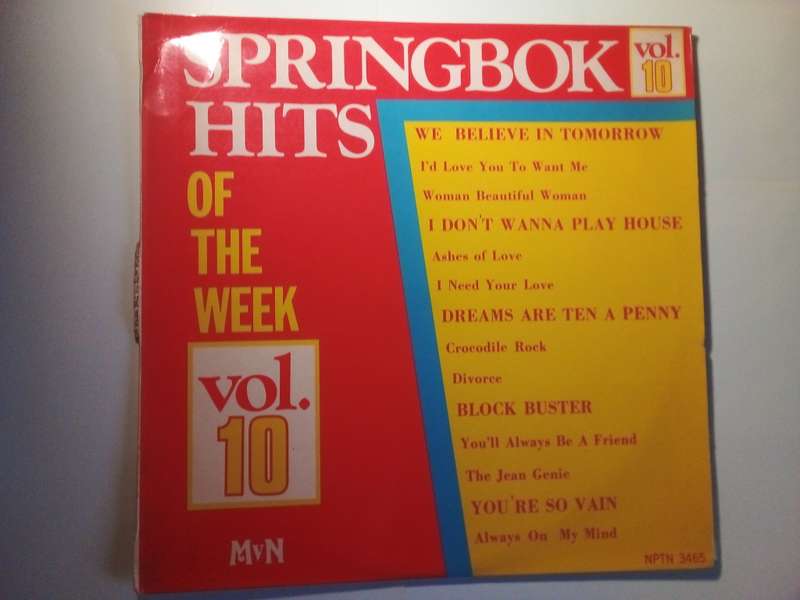 SPRINGBOK
HITS
OF
THE
WEEK
vol.
10
MvN
vol.
10
WE BELIEVE IN TOMORROW
I'd Love You To Want Me
Woman Beautiful Woman
I DON'T WANNA PLAY HOUSE
Ashes of Love
I Need Your Love
DREAMS ARE TEN A PENNY
Crocodile Rock
Divorce
BLOCK BUSTER
You'll Always Be A Friend
The Jean Genie
YOU'RE SO VAIN
Always On My Mind
NPTN 3465